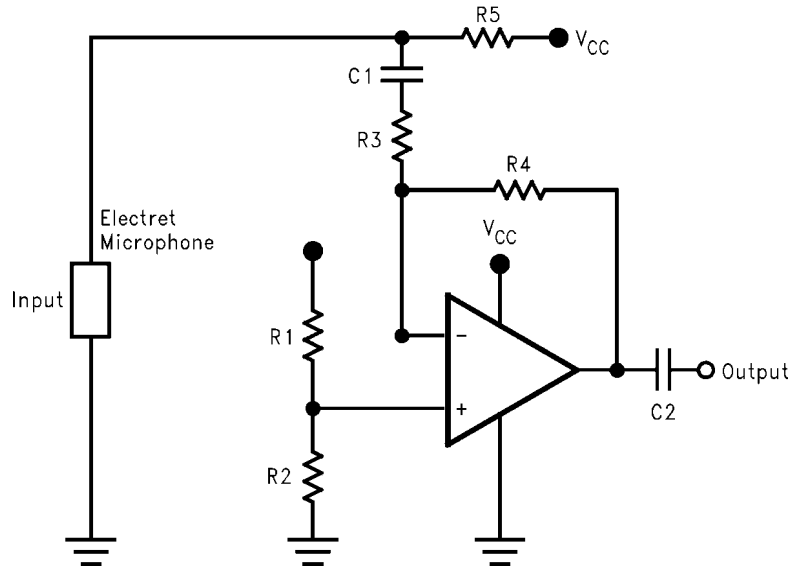 R5
VCC
C1
R3
R4
Electret
Microphone
VCC
Input
R1
−
Output
+
C2
R2